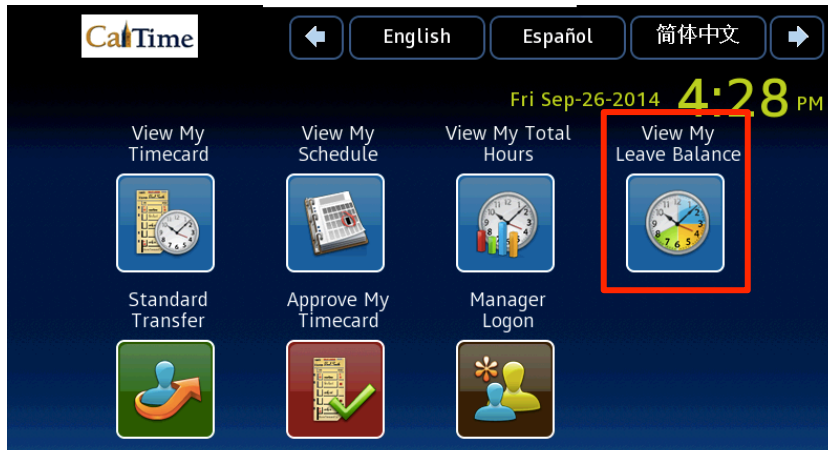 CalTime
English
Español
简体中文
Fri Sep-26-2014 4:28 PM
View My
Timecard
View My
Schedule
View My Total
Hours
View My
Leave Balance
Standard
Transfer
Approve My
Timecard
Manager
Logon